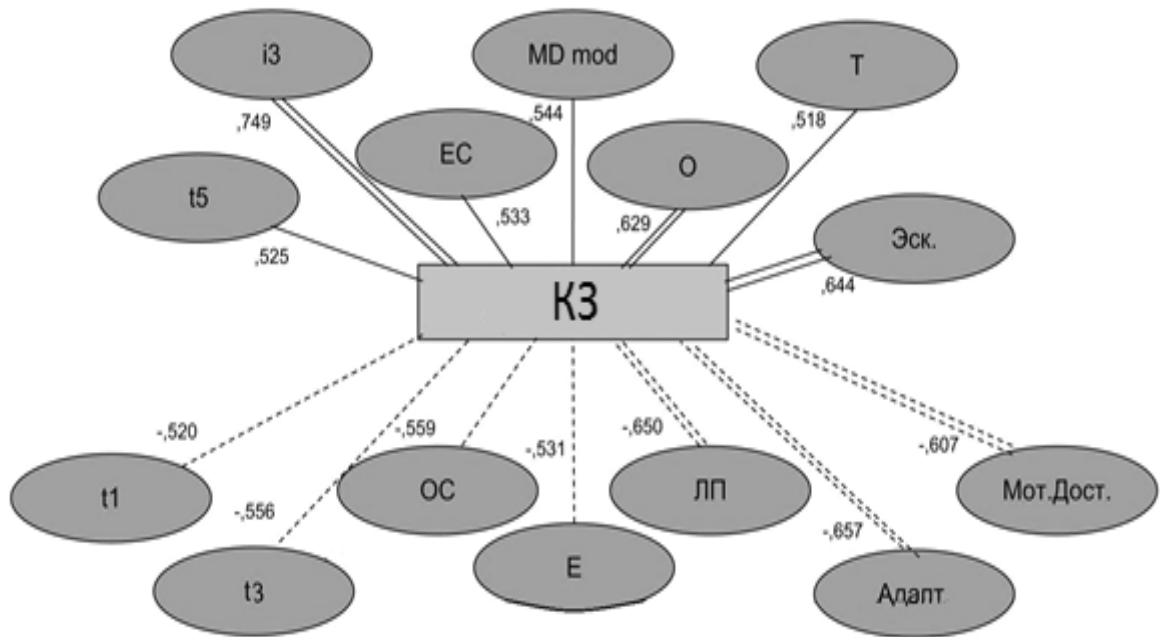 i3
MD mod
Т
,749
,544
,518
ЕС
О
t5
,533
,629
Эск.
,525
,644
КЗ
-,520
-,559
-,531
-,650
-,607
t1
ОС
ЛП
Мот.Дост.
-,556
-,657
t3
Е
Адапт